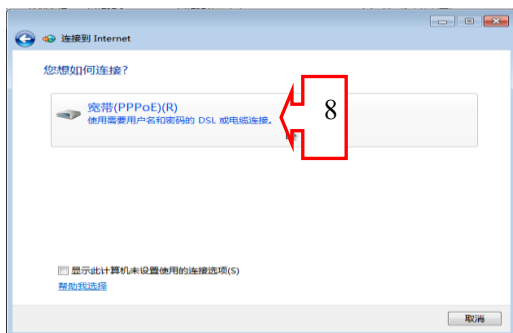 连接到 Internet
您想如何连接?
宽带(PPPoE)(R)
使用需要用户名和密码的 DSL 或电缆连接。
8
显示此计算机未设置使用的连接选项(S)
帮助我选择
取消